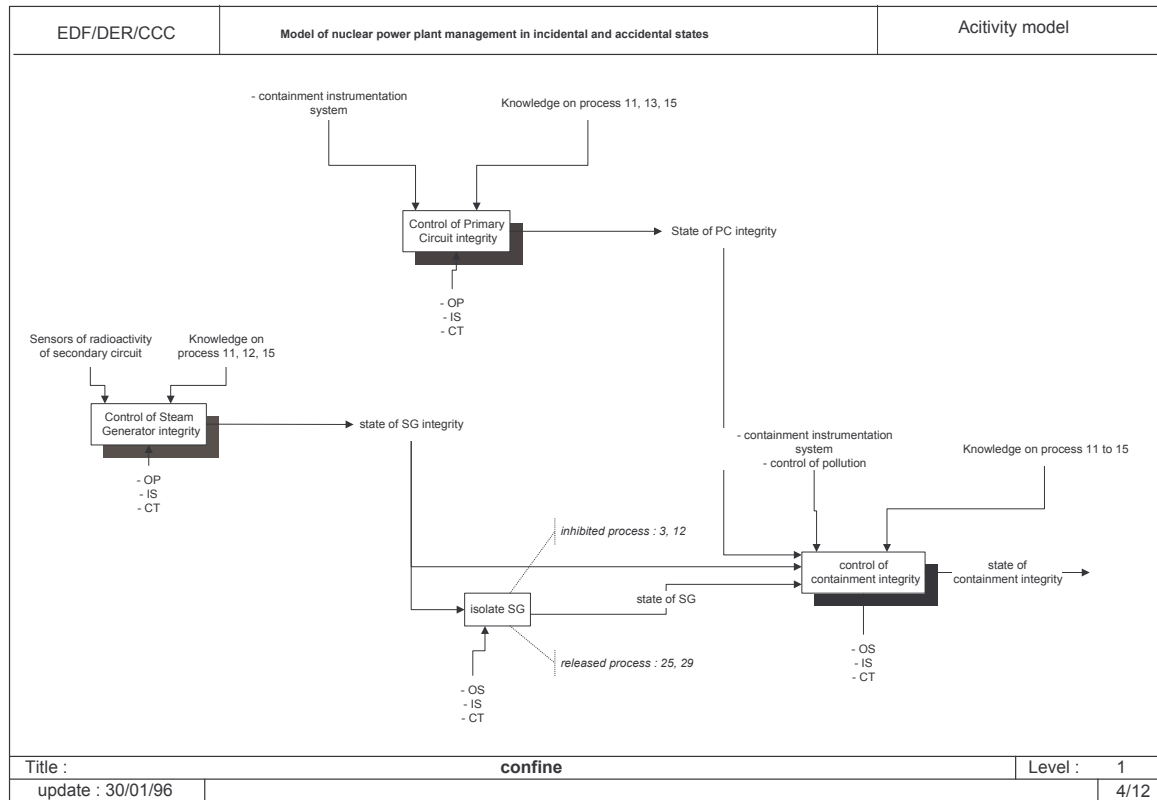 EDF/DER/CCC
Model of nuclear power plant management in incidental and accidental states
Acitivity model
- containment instrumentation
system
Knowledge on process 11, 13, 15
Control of Primary
Circuit integrity
State of PC integrity
- OP
- IS
- CT
Sensors of radioactivity
of secondary circuit
Knowledge on
process 11, 12, 15
Control of Steam
Generator integrity
state of SG integrity
- OP
- IS
- CT
- containment instrumentation
system
- control of pollution
Knowledge on process 11 to 15
inhibited process : 3, 12
control of
containment integrity
state of
containment integrity
isolate SG
state of SG
released process : 25, 29
- OS
- IS
- CT
- OS
- IS
- CT
Title :
confine
Level : 1
update : 30/01/96
4/12